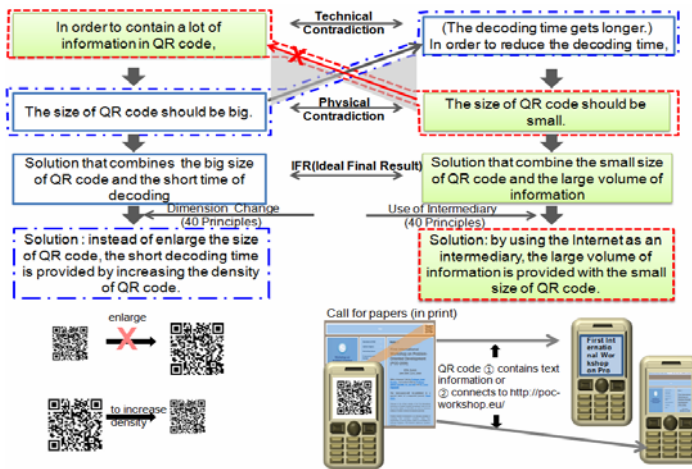 In order to contain a lot of
information in QR code,
Technical
Contradiction
(The decoding time gets longer.)
In order to reduce the decoding time,
X
The size of QR code should be big.
Physical
Contradiction
The size of QR code should be
small.
Solution that combines the big size
of QR code and the short time of
decoding
IFR(Ideal Final Result)
Solution that combine the small size
of QR code and the large volume of
information
Dimension Change
(40 Principles)
Use of Intermediary
(40 Principles)
Solution : instead of enlarge the size
of QR code, the short decoding time
is provided by increasing the density
of QR code.
Solution: by using the Internet as an
intermediary, the large volume of
information is provided with the small
size of QR code.
enlarge
X
to increase
density
Call for papers (in print)
QR code ① contains text
information or
② connects to http://poc-
workshop.eu/
First Int
ernatio
nal Wor
kshop
on Pro